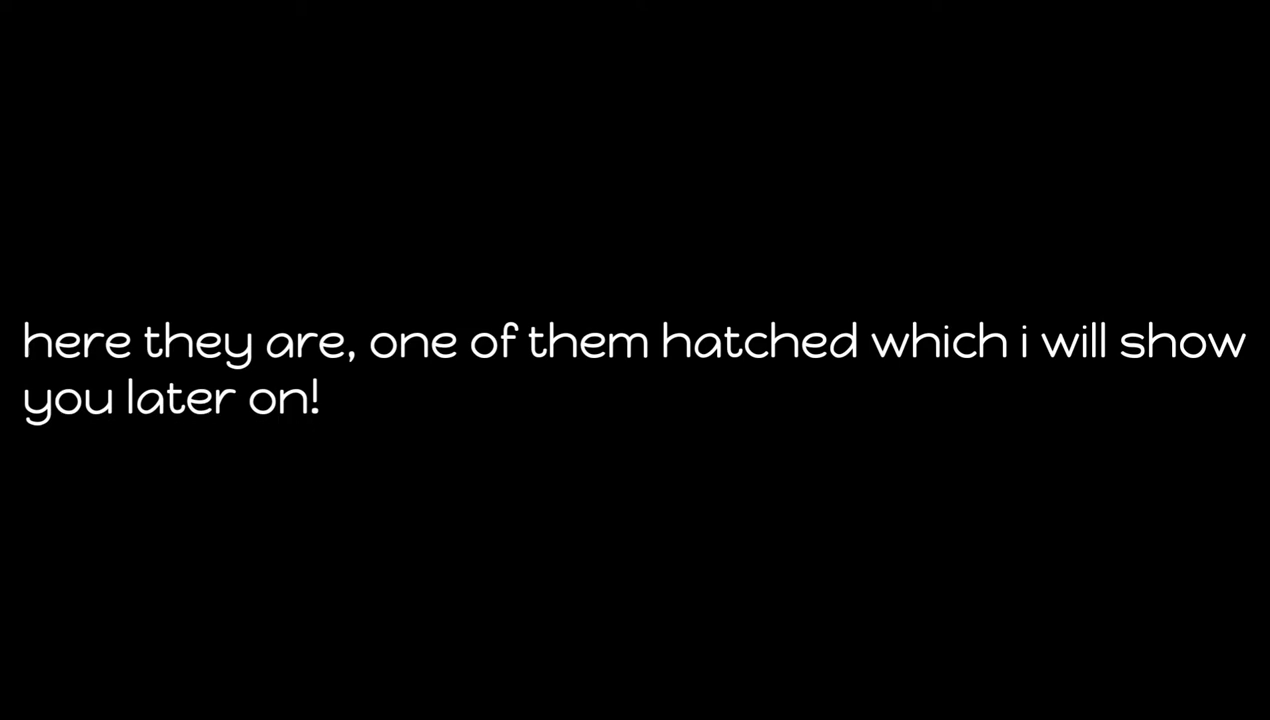 here they are, one of them hatched which i will show
you later on!